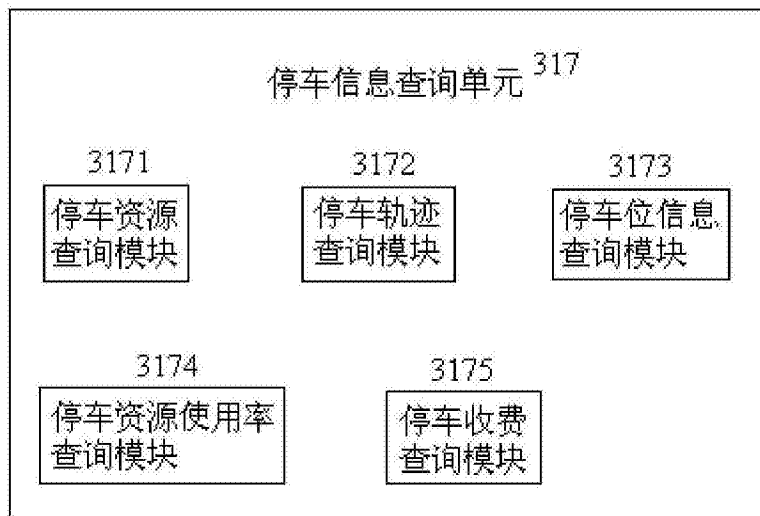 停车信息查询单元 317
3171
停车资源
查询模块
3172
停车轨迹
查询模块
3173
停车位信息
查询模块
3174
停车资源使用率
查询模块
3175
停车收费
查询模块